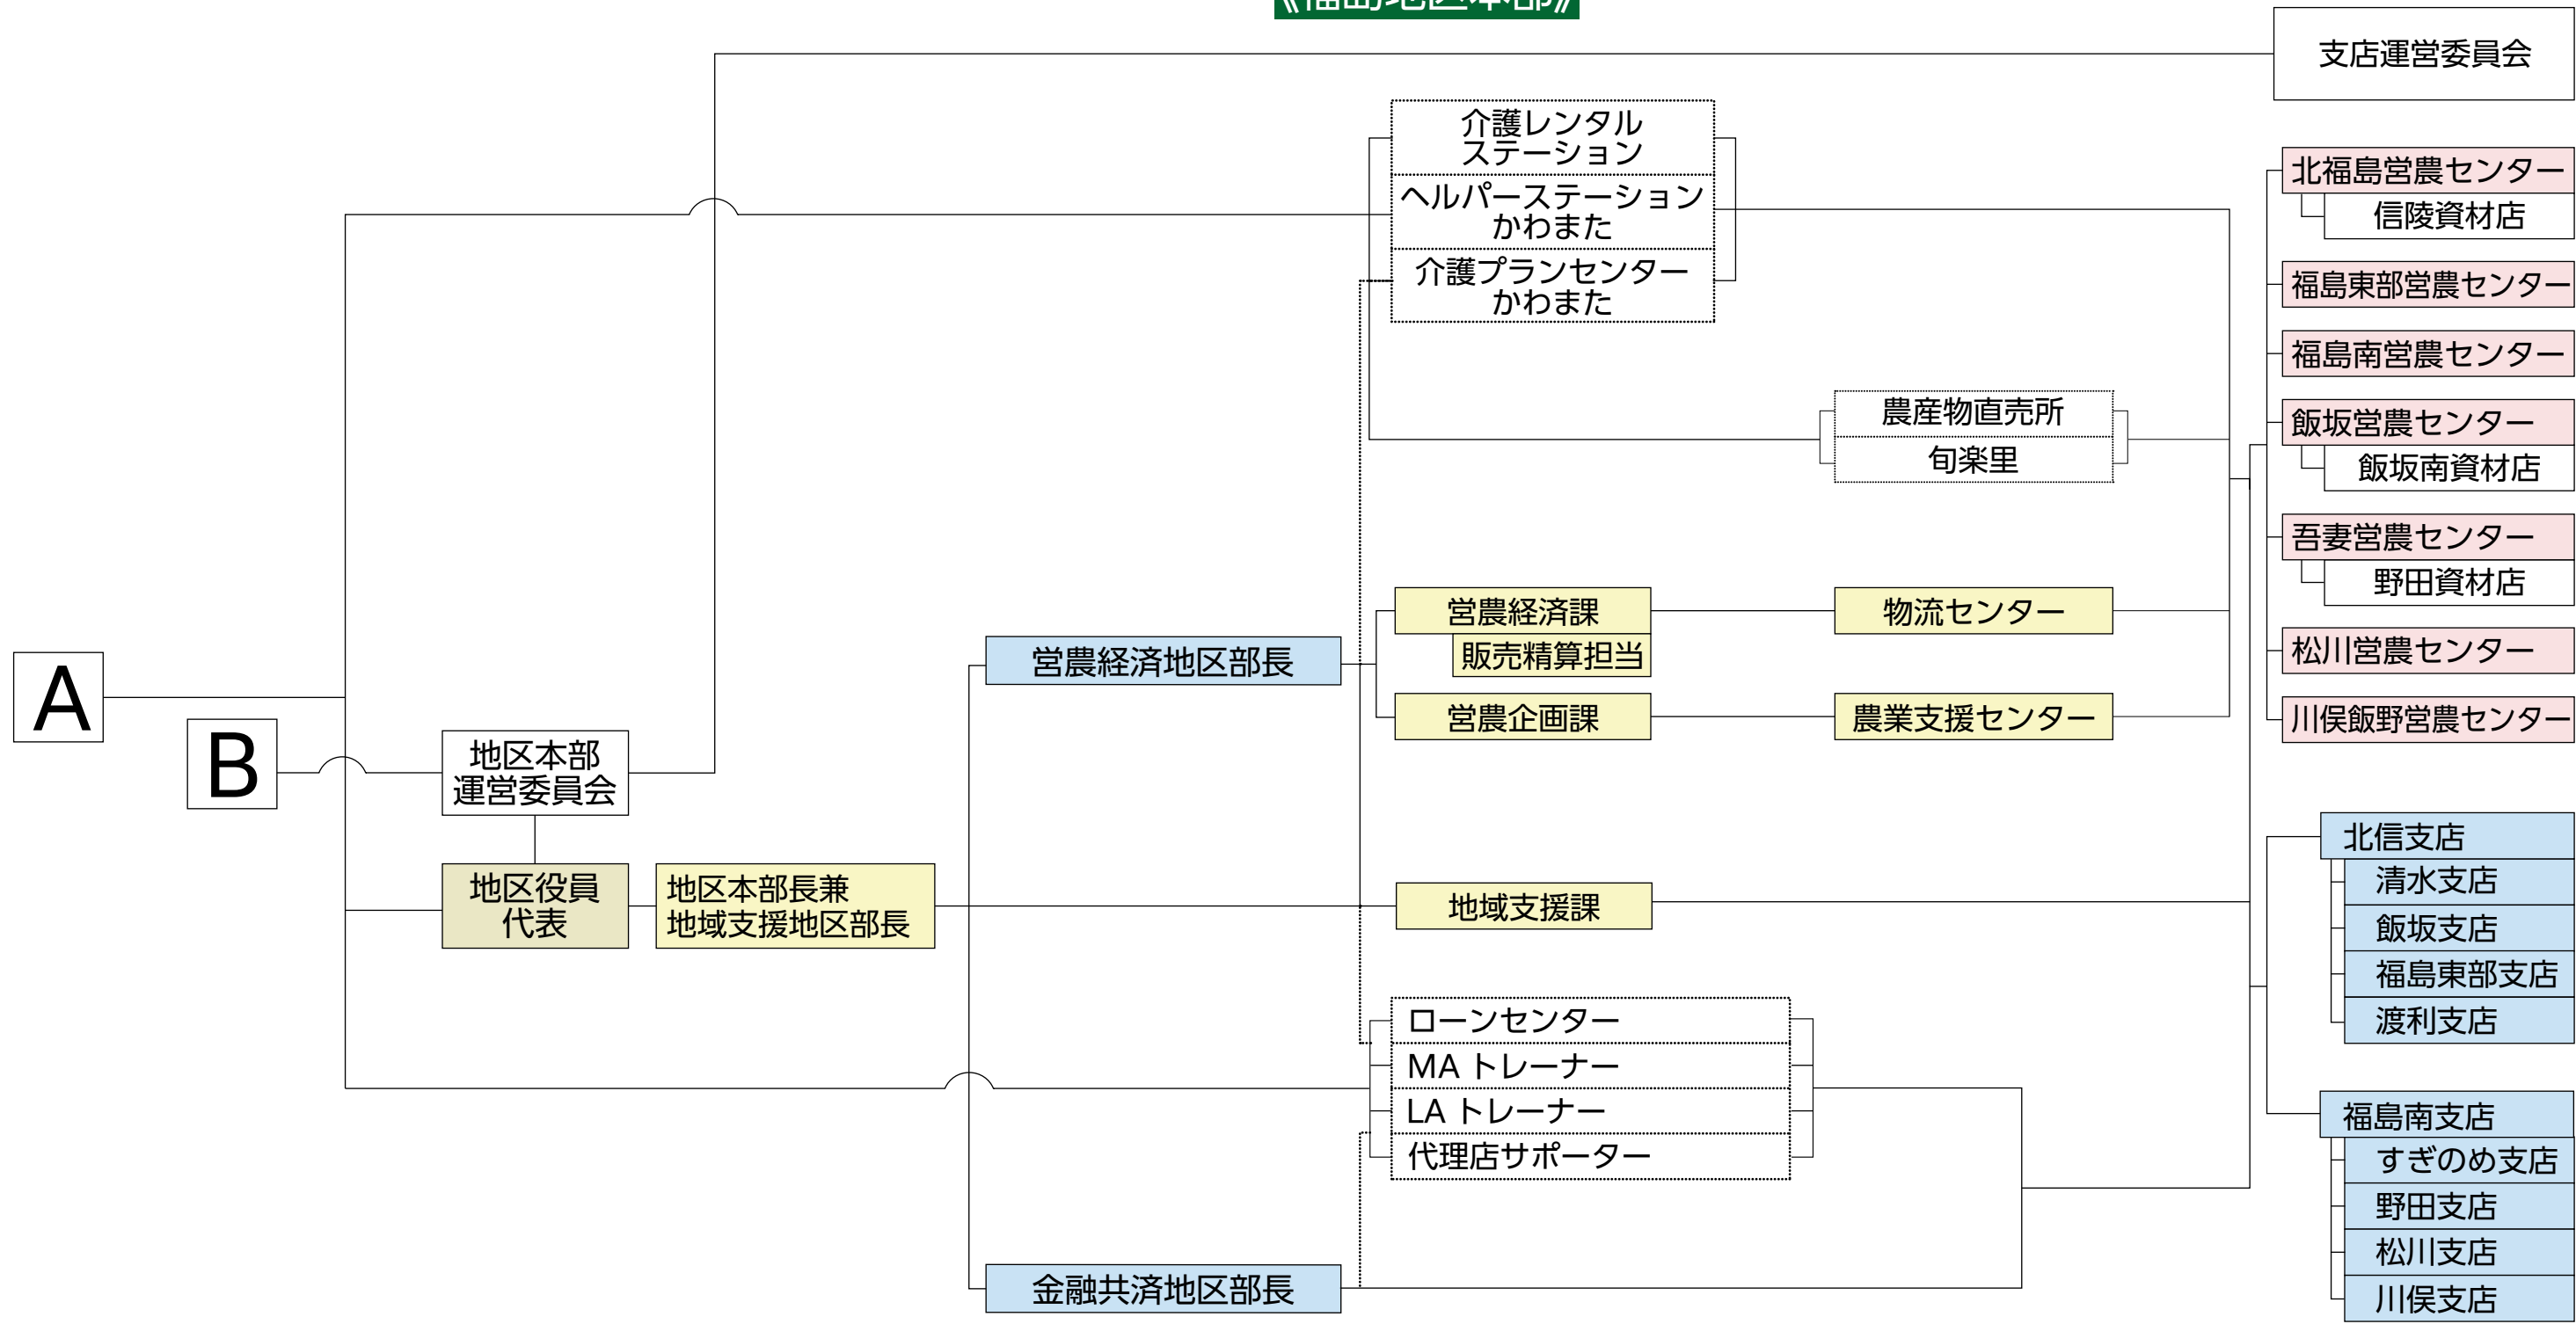 《福島地区本部》
支店運営委員会
介護レンタル
ステーション
ヘルパーステーション
かわまた
介護プランセンター
かわまた
農産物直売所
旬楽里
営農経済課
販売精算担当
営農企画課
物流センター
農業支援センター
営農経済地区部長
A
B
地区本部
運営委員会
地区役員
代表
地区本部長兼
地域支援地区部長
地域支援課
ローンセンター
MA トレーナー
LA トレーナー
代理店サポーター
金融共済地区部長
北福島営農センター
信陵資材店
福島東部営農センター
福島南営農センター
飯坂営農センター
飯坂南資材店
吾妻営農センター
野田資材店
松川営農センター
川俣飯野営農センター
北信支店
清水支店
飯坂支店
福島東部支店
渡利支店
福島南支店
すぎのめ支店
野田支店
松川支店
川俣支店